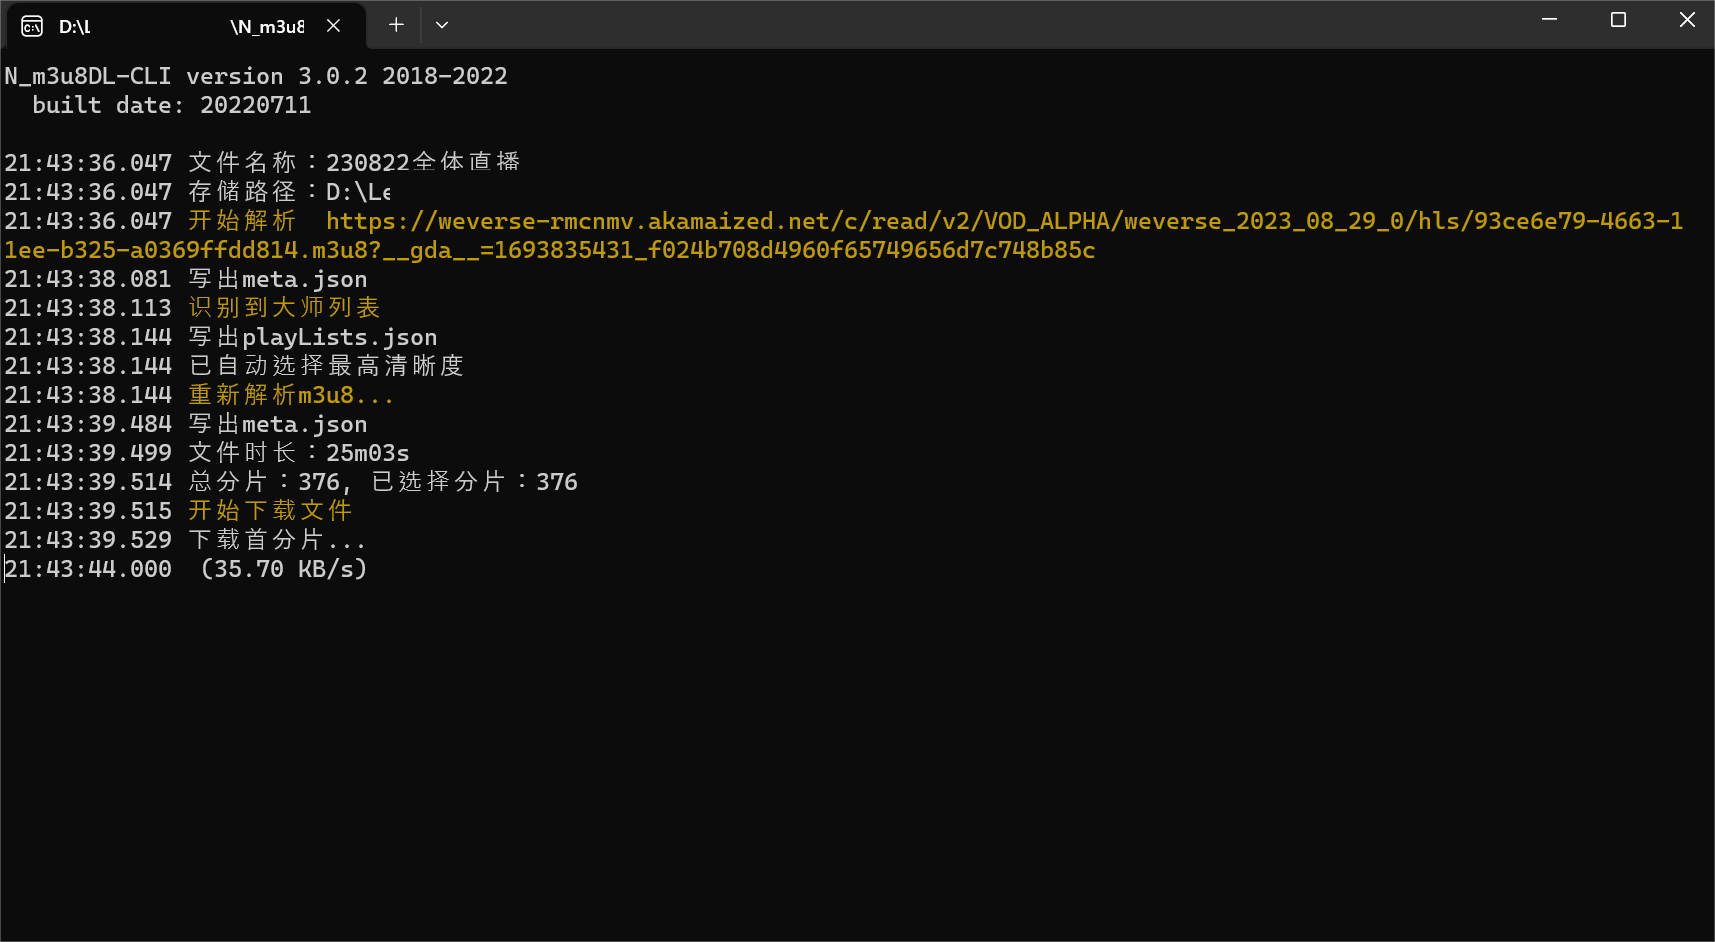 D:\L \N_m3u8
N_m3u8DL-CLI version 3.0.2 2018-2022
built date: 20220711
21:43:36.047 文件名称：230822全体直播
21:43:36.047 存储路径：D:\Le
21:43:36.047 开始解析 https://weverse-rmcnmv.akamaized.net/c/read/v2/VOD_ALPHA/weverse_2023_08_29_0/hls/93ce6e79-4663-1
1ee-b325-a0369ffdd814.m3u8?__gda__=1693835431_f024b708d4960f65749656d7c748b85c
21:43:38.081 写出meta.json
21:43:38.113 识别到大师列表
21:43:38.144 写出playLists.json
21:43:38.144 已自动选择最高清晰度
21:43:38.144 重新解析m3u8...
21:43:39.484 写出meta.json
21:43:39.499 文件时长：25m03s
21:43:39.514 总分片：376, 已选择分片：376
21:43:39.515 开始下载文件
21:43:39.529 下载首分片...
21:43:44.000 (35.70 KB/s)